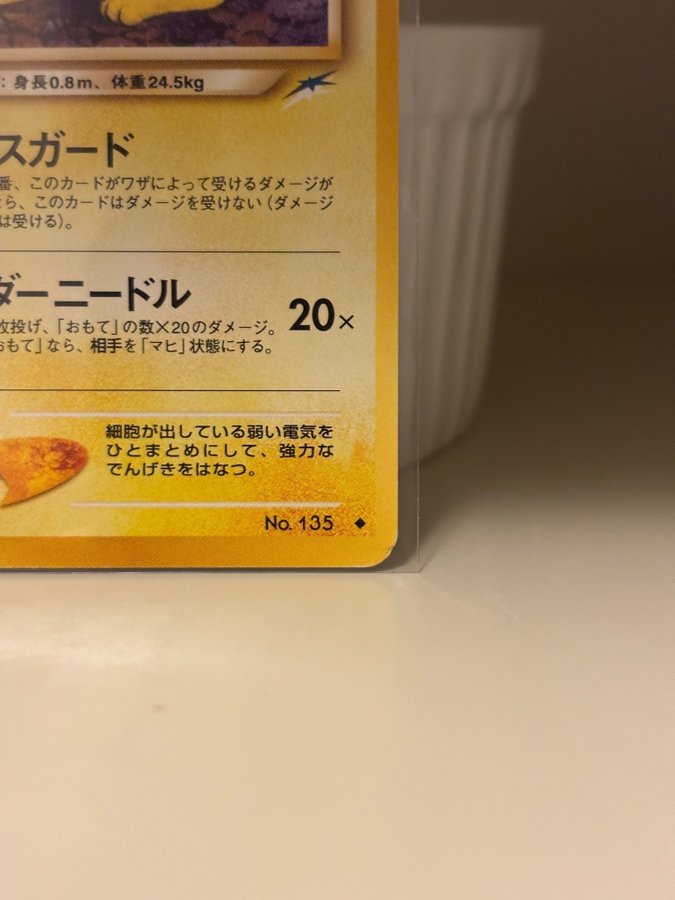 ：身長0.8m、体重24.5kg
スガード
番、このカードがワザによって受けるダメージが
ら、このカードはダメージを受けない（ダメージ
は受ける）。
ダーニードル
20×
枚投げ、「おもて」の数×20のダメージ。
おもて」なら、相手を「マヒ」状態にする。
細胞が出している弱い電気を
ひとまとめにして、強力な
でんげきをはなつ。
No. 135 ◆